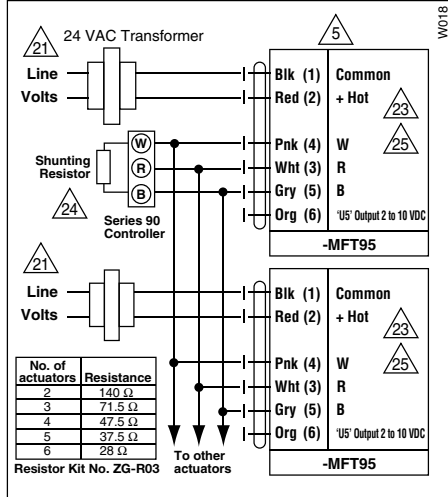 W018
21
24 VAC Transformer
5
Line
Volts
Blk (1) Common
Red (2) + Hot
23
25
Pnk (4) W
Wht (3) R
Gry (5) B
Org (6) 'U5' Output 2 to 10 VDC
-MFT95
W
R
B
Shunting
Resistor
24
Series 90
Controller
21
Line
Volts
Blk (1) Common
Red (2) + Hot
23
25
Pnk (4) W
Wht (3) R
Gry (5) B
Org (6) 'U5' Output 2 to 10 VDC
-MFT95
No. of
actuators Resistance
2 140 Ω
3 71.5 Ω
4 47.5 Ω
5 37.5 Ω
6 28 Ω
Resistor Kit No. ZG-R03
To other
actuators